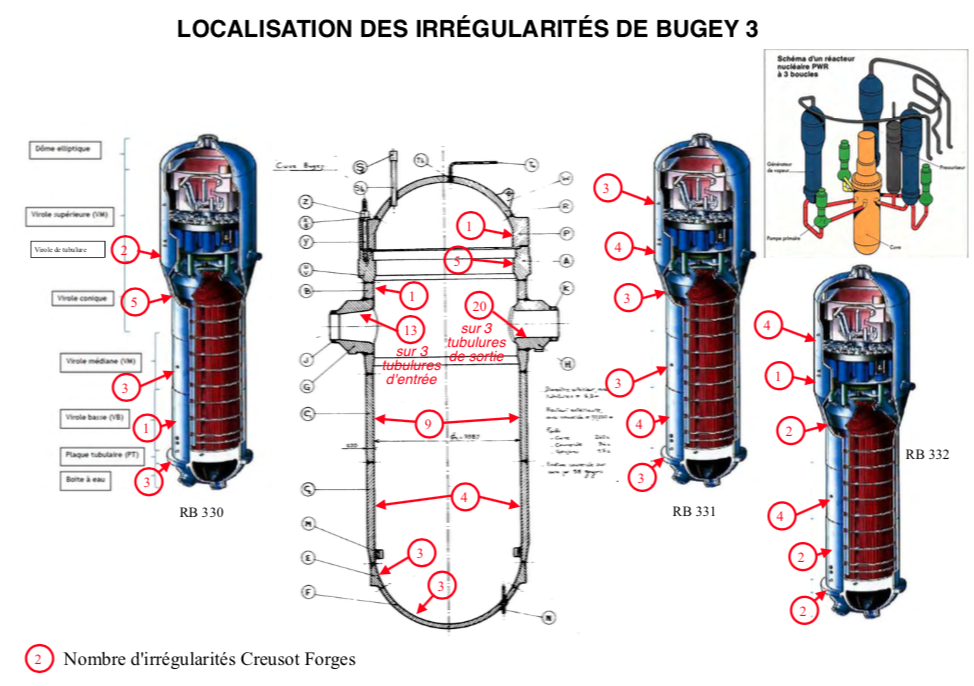 LOCALISATION DES IRRÉGULARITÉS DE BUGEY 3
Schéma d'un réacteur
nucléaire PWR
à 3 boucles
Générateur
de vapeur
Pressuriseur
Pompe primaire
Cuve
Dôme elliptique
Virole supérieure (VM)
Virole de tubulure
Virole conique
Virole médiane (VM)
Virole basse (VB)
Plaque tubulaire (PT)
Boite à eau
2
5
3
1
3
RB 330
Cuve Bugey
Z
Y
B
J
G
C
M
E
F
W
R
P
A
K
H
N
1
5
1
13
sur 3
tubulures
d'entrée
20
sur 3
tubulures
de sortie
9
4
3
3
3
4
3
3
4
3
RB 331
4
1
2
4
2
2
RB 332
2 Nombre d'irrégularités Creusot Forges